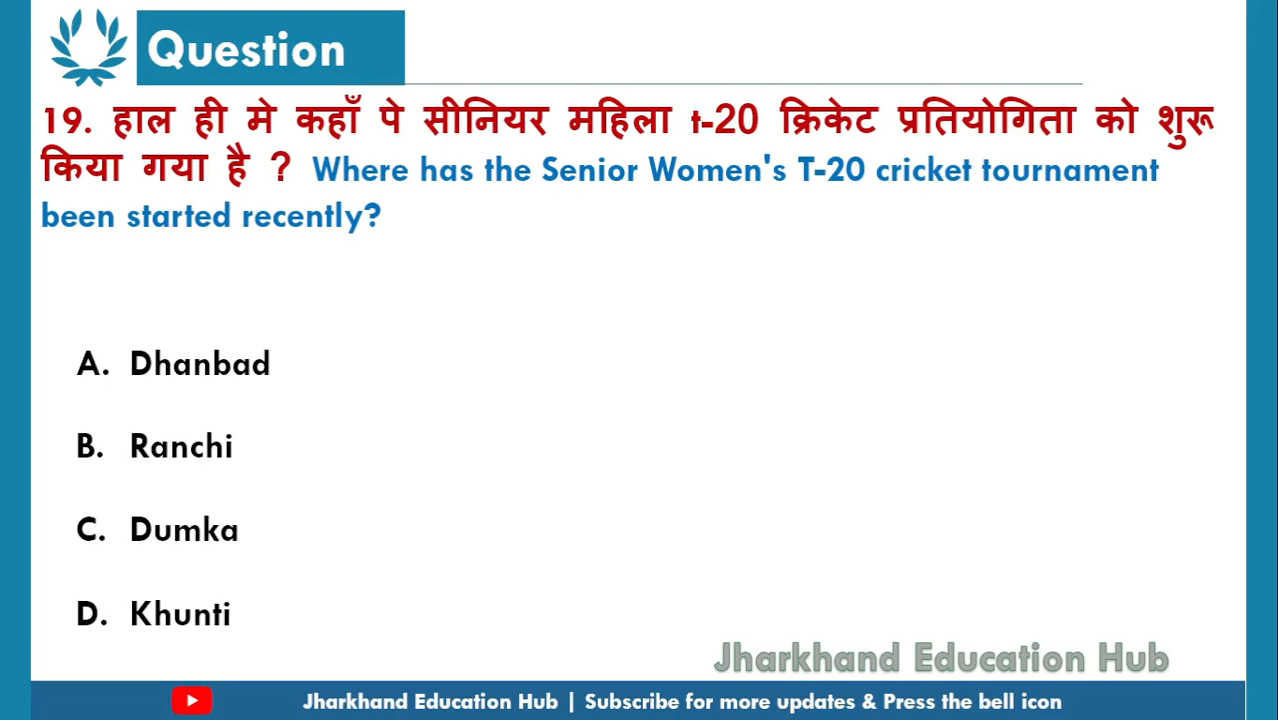 Question
19. हाल ही मे कहाँ पे सीनियर महिला t-20 क्रिकेट प्रतियोगिता को शुरू
किया गया है ? Where has the Senior Women's T-20 cricket tournament
been started recently?
A. Dhanbad
B. Ranchi
C. Dumka
D. Khunti
Jharkhand Education Hub
Jharkhand Education Hub | Subscribe for more updates & Press the bell icon